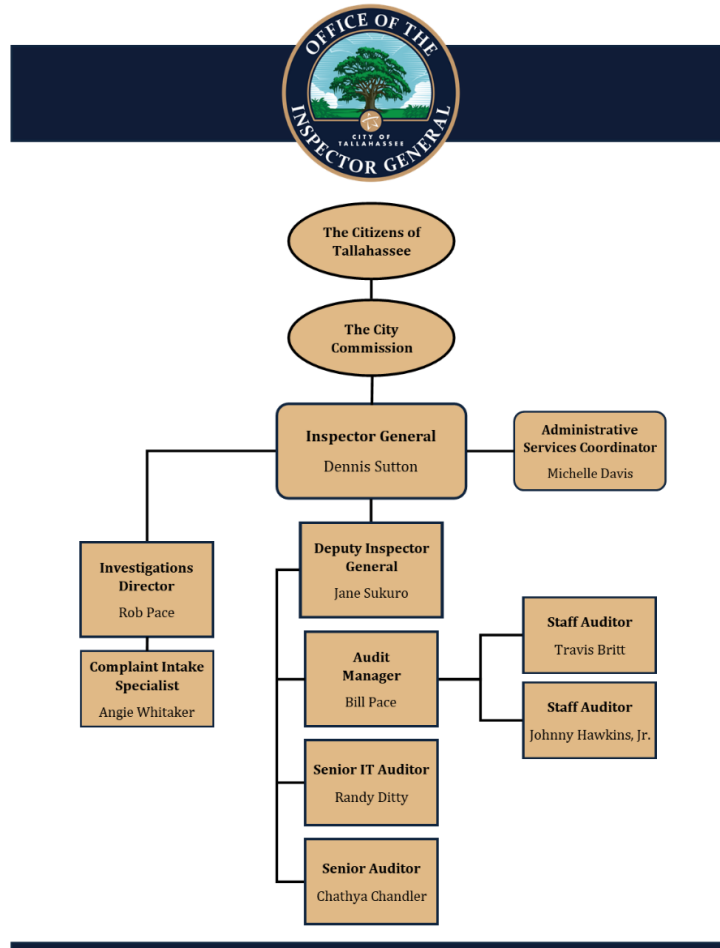 OFFICE OF THE
INSPECTOR GENERAL
CITY OF
TALLAHASSEE
The Citizens of
Tallahassee
The City
Commission
Inspector General
Dennis Sutton
Administrative
Services Coordinator
Michelle Davis
Investigations
Director
Rob Pace
Complaint Intake
Specialist
Angie Whitaker
Deputy Inspector
General
Jane Sukuro
Audit
Manager
Bill Pace
Staff Auditor
Travis Britt
Staff Auditor
Johnny Hawkins, Jr.
Senior IT Auditor
Randy Ditty
Senior Auditor
Chathya Chandler